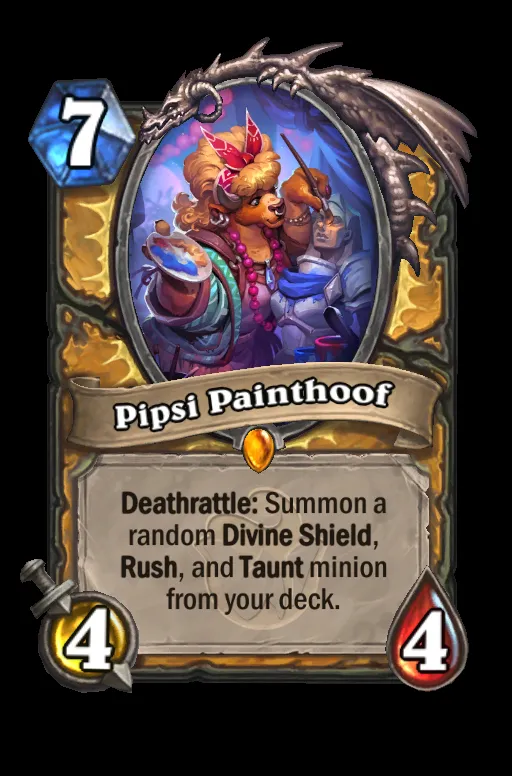 7
Pipsi Painthoof
Deathrattle: Summon a
random Divine Shield,
Rush, and Taunt minion
from your deck.
4
4